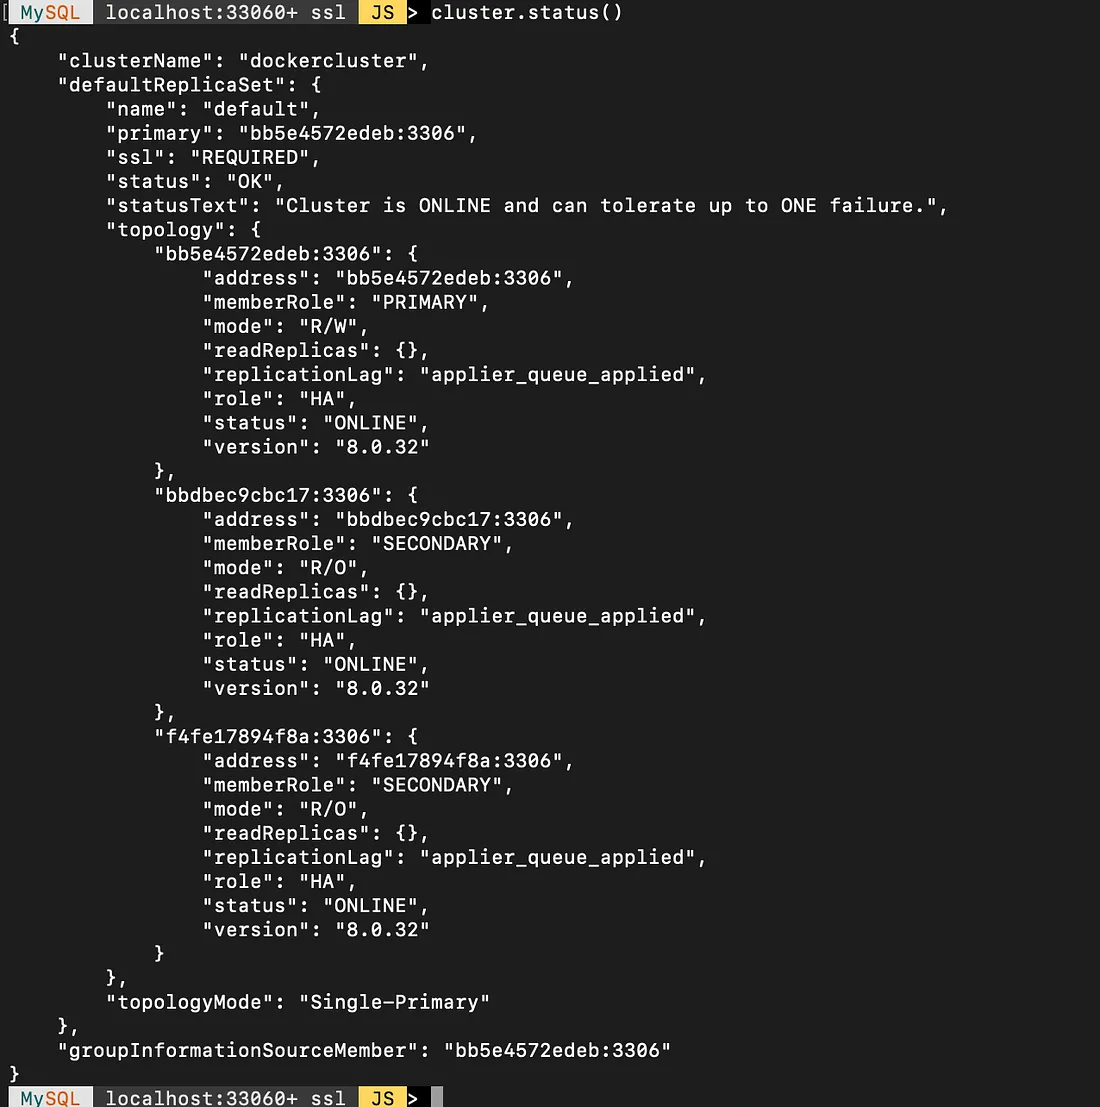 MySQL localhost:33060+ ssl JS > cluster.status()
{
    "clusterName": "dockercluster",
    "defaultReplicaSet": {
        "name": "default",
        "primary": "bb5e4572edeb:3306",
        "ssl": "REQUIRED",
        "status": "OK",
        "statusText": "Cluster is ONLINE and can tolerate up to ONE failure.",
        "topology": {
            "bb5e4572edeb:3306": {
                "address": "bb5e4572edeb:3306",
                "memberRole": "PRIMARY",
                "mode": "R/W",
                "readReplicas": {},
                "replicationLag": "applier_queue_applied",
                "role": "HA",
                "status": "ONLINE",
                "version": "8.0.32"
            },
            "bbdbec9cbc17:3306": {
                "address": "bbdbec9cbc17:3306",
                "memberRole": "SECONDARY",
                "mode": "R/O",
                "readReplicas": {},
                "replicationLag": "applier_queue_applied",
                "role": "HA",
                "status": "ONLINE",
                "version": "8.0.32"
            },
            "f4fe17894f8a:3306": {
                "address": "f4fe17894f8a:3306",
                "memberRole": "SECONDARY",
                "mode": "R/O",
                "readReplicas": {},
                "replicationLag": "applier_queue_applied",
                "role": "HA",
                "status": "ONLINE",
                "version": "8.0.32"
            }
        },
        "topologyMode": "Single-Primary"
    },
    "groupInformationSourceMember": "bb5e4572edeb:3306"
}
MySQL localhost:33060+ ssl JS >